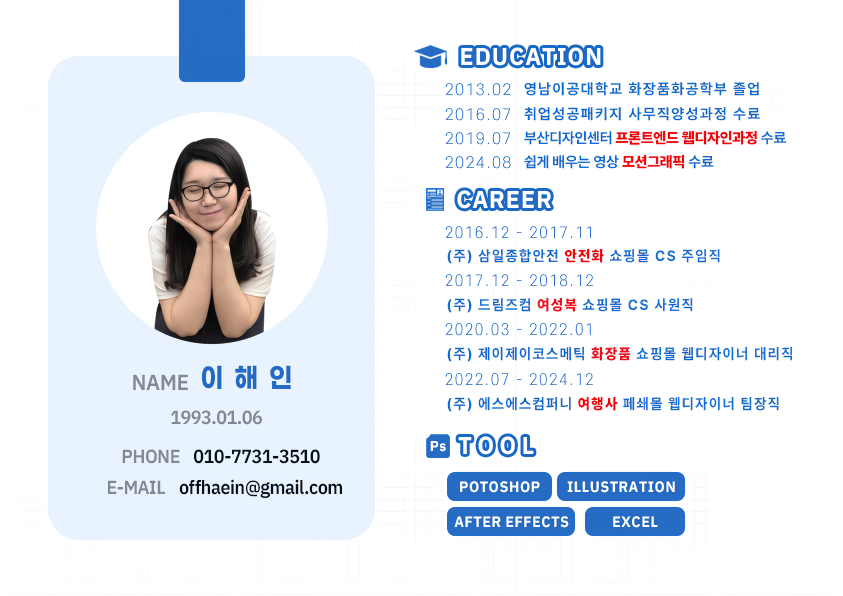 NAME 이 해 인
1993.01.06
PHONE 010-7731-3510
E-MAIL offhaein@gmail.com
EDUCATION
2013.02 영남이공대학교 화장품화공학부 졸업
2016.07 취업성공패키지 사무직양성과정 수료
2019.07 부산디자인센터 프론트엔드 웹디자인과정 수료
2024.08 쉽게 배우는 영상 모션그래픽 수료
CAREER
2016.12 - 2017.11
(주) 삼일종합안전 안전화 쇼핑몰 CS 주임직
2017.12 - 2018.12
(주) 드림즈컴 여성복 쇼핑몰 CS 사원직
2020.03 - 2022.01
(주) 제이제이코스메틱 화장품 쇼핑몰 웹디자이너 대리직
2022.07 - 2024.12
(주) 에스에스컴퍼니 여행사 폐쇄몰 웹디자이너 팀장직
Ps TOOL
POTOSHOP ILLUSTRATION
AFTER EFFECTS EXCEL